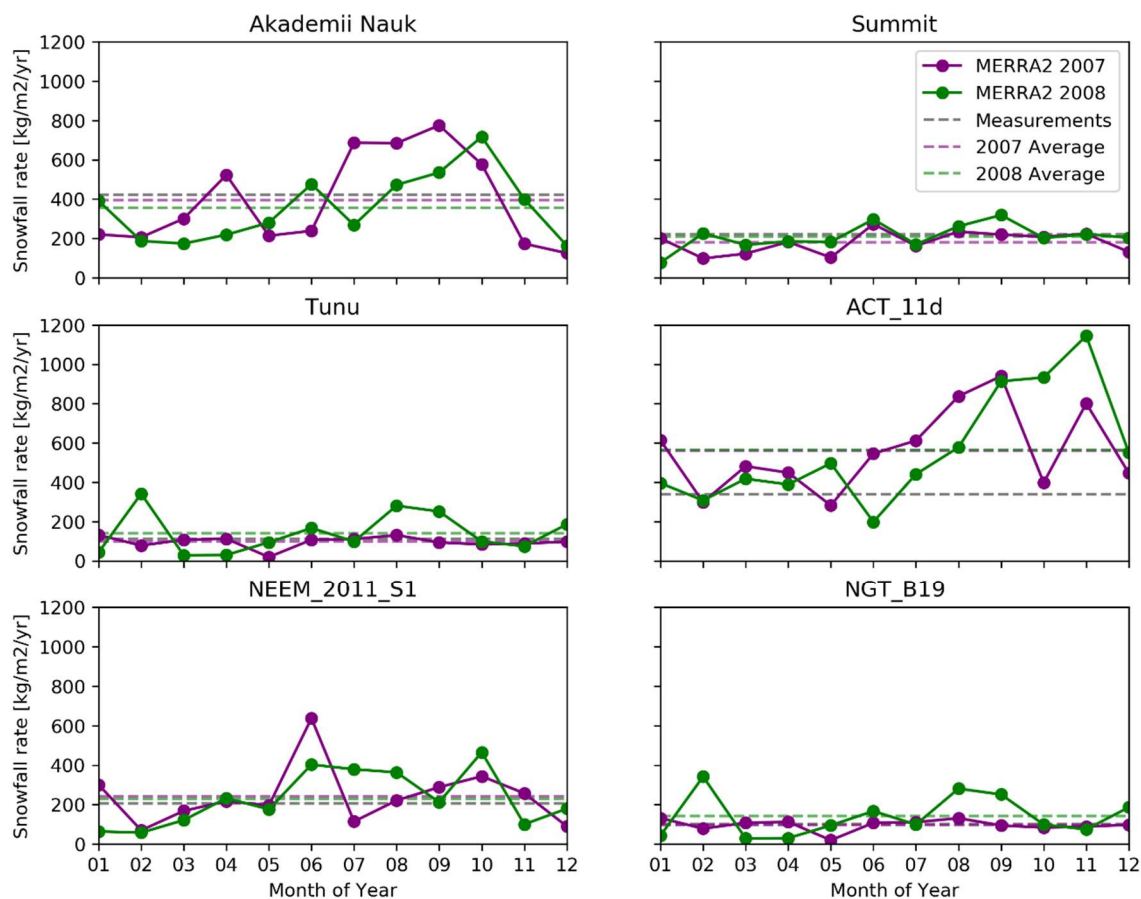 Akademii Nauk
Summit
1200
1000
800
600
400
200
0
Snowfall rate [kg/m2/yr]
MERRA2 2007
MERRA2 2008
Measurements
2007 Average
2008 Average
Tunu
ACT_11d
1200
1000
800
600
400
200
0
Snowfall rate [kg/m2/yr]
NEEM_2011_S1
NGT_B19
1200
1000
800
600
400
200
0
Snowfall rate [kg/m2/yr]
01 02 03 04 05 06 07 08 09 10 11 12
01 02 03 04 05 06 07 08 09 10 11 12
Month of Year
Month of Year